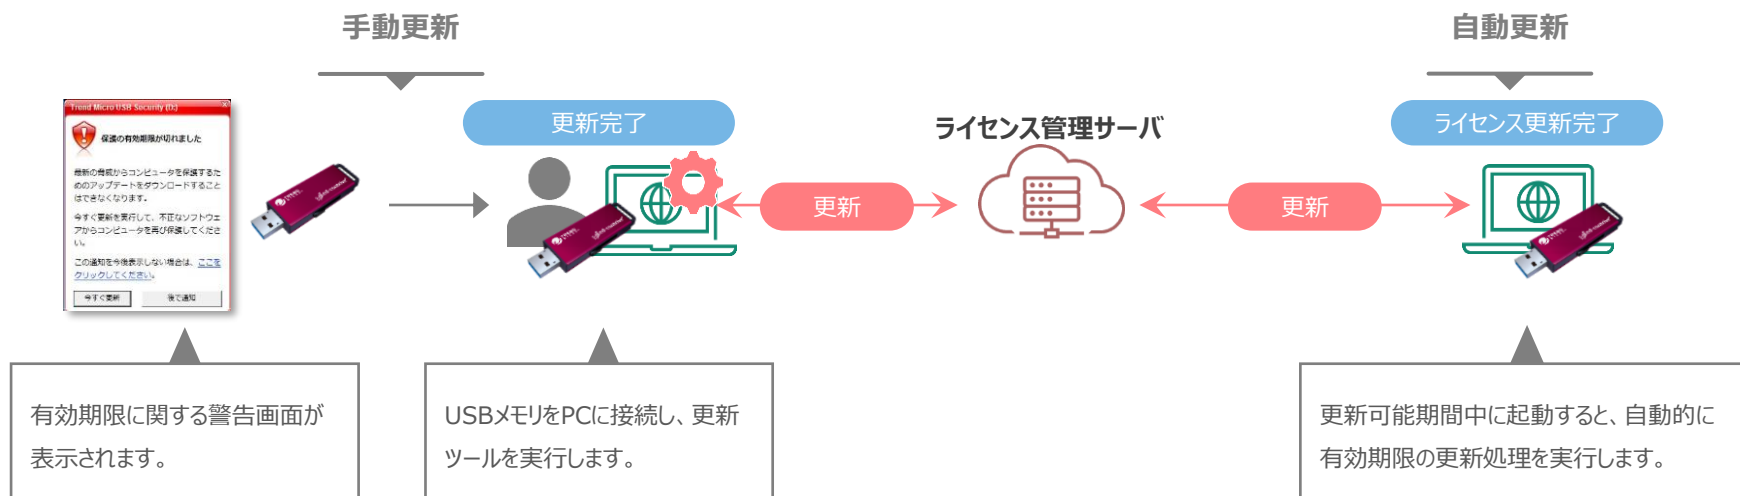 手動更新
自動更新
Trend Micro USB Security (D:)
保護の有効期限が切れました
最新の脅威からコンピュータを保護するた
めのアップデートをダウンロードすること
はできなくなります。
今すぐ更新を実行して、不正なソフトウェ
アからコンピュータを再び保護してくださ
い。
この通知を今後表示しない場合は、ここを
クリックしてください。
今すぐ更新
後で通知
更新完了
ライセンス管理サーバ
ライセンス更新完了
更新
更新
有効期限に関する警告画面が
表示されます。
USBメモリをPCに接続し、更新
ツールを実行します。
更新可能期間中に起動すると、自動的に
有効期限の更新処理を実行します。